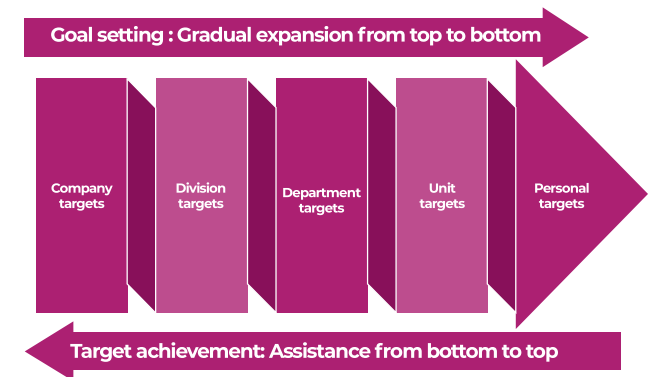 Goal setting : Gradual expansion from top to bottom
Company
targets
Division
targets
Department
targets
Unit
targets
Personal
targets
Target achievement: Assistance from bottom to top